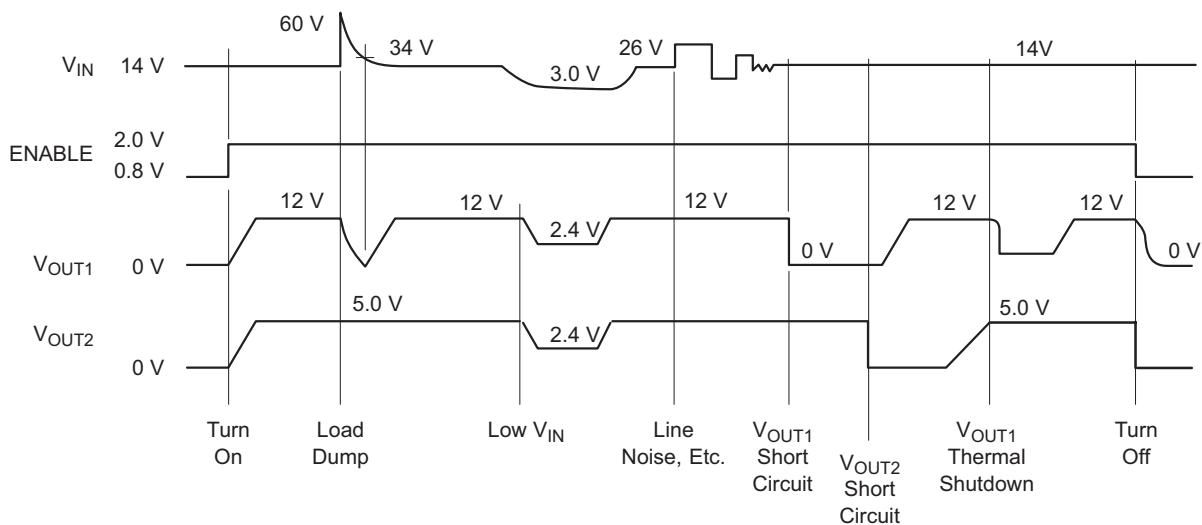 60 V
34 V
26 V
14V
V_IN 14 V
3.0 V
2.0 V
ENABLE
0.8 V
12 V 12 V 12 V 12 V 12 V
2.4 V
V_OUT1 0 V 0 V 0 V
5.0 V 5.0 V
V_OUT2 2.4 V
0 V
Turn
On
Load
Dump
Low V_IN
Line
Noise, Etc.
V_OUT1
Short
Circuit
V_OUT2
Short
Circuit
V_OUT1
Thermal
Shutdown
Turn
Off